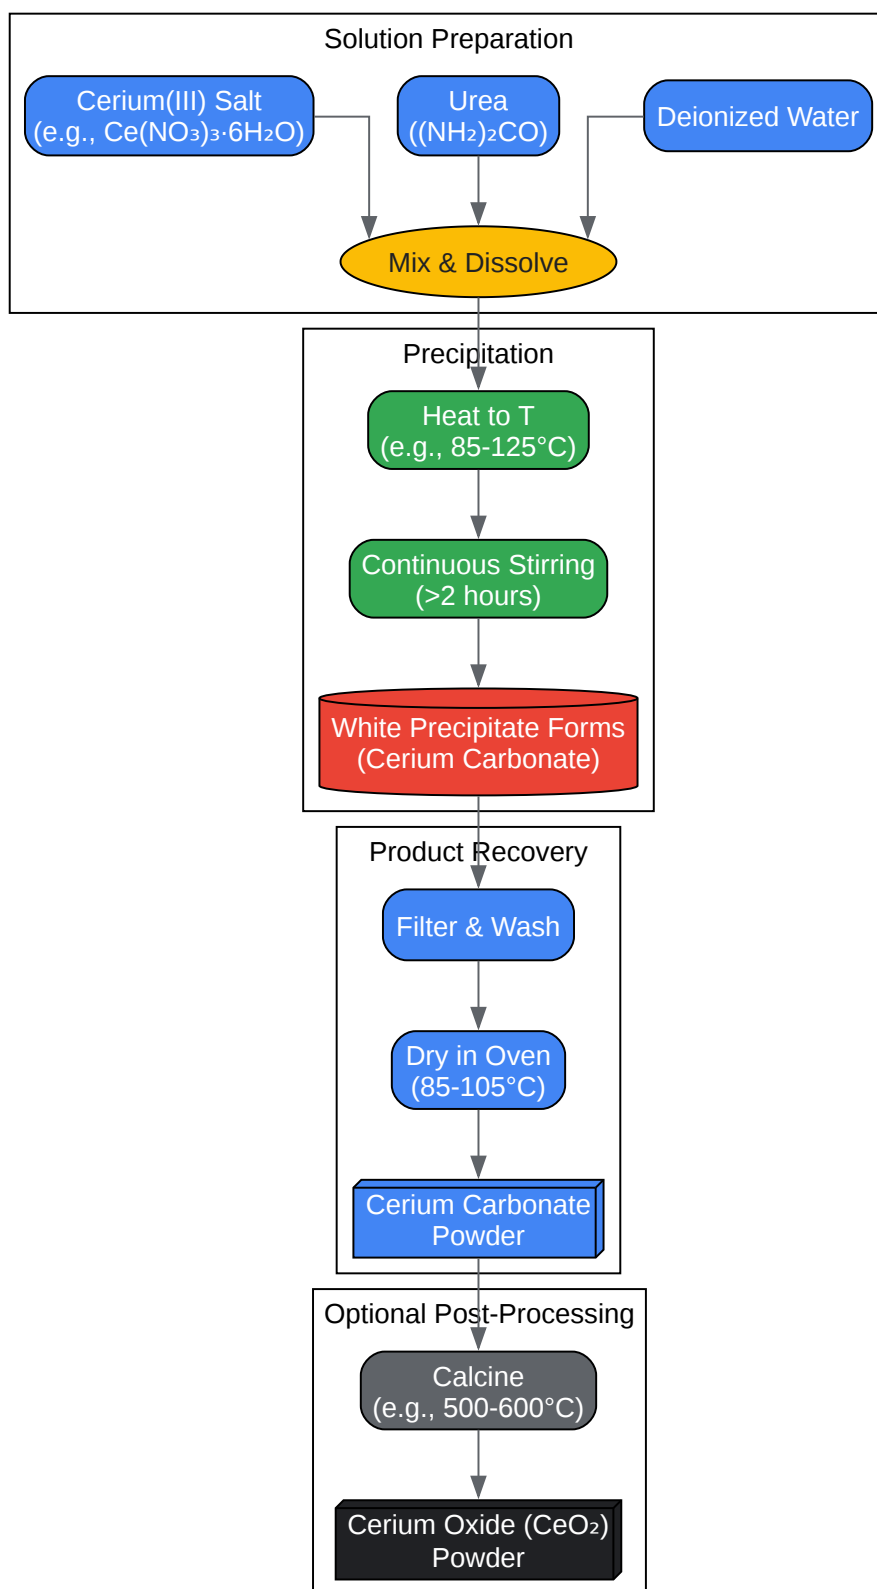 Solution Preparation
Cerium(III) Salt
(e.g., Ce(NO₃)₃·6H₂O)
Urea
((NH₂)₂CO)
Deionized Water
Mix & Dissolve
Precipitation
Heat to T
(e.g., 85-125°C)
Continuous Stirring
(>2 hours)
White Precipitate Forms
(Cerium Carbonate)
Product Recovery
Filter & Wash
Dry in Oven
(85-105°C)
Cerium Carbonate
Powder
Optional Post-Processing
Calcine
(e.g., 500-600°C)
Cerium Oxide (CeO₂)
Powder